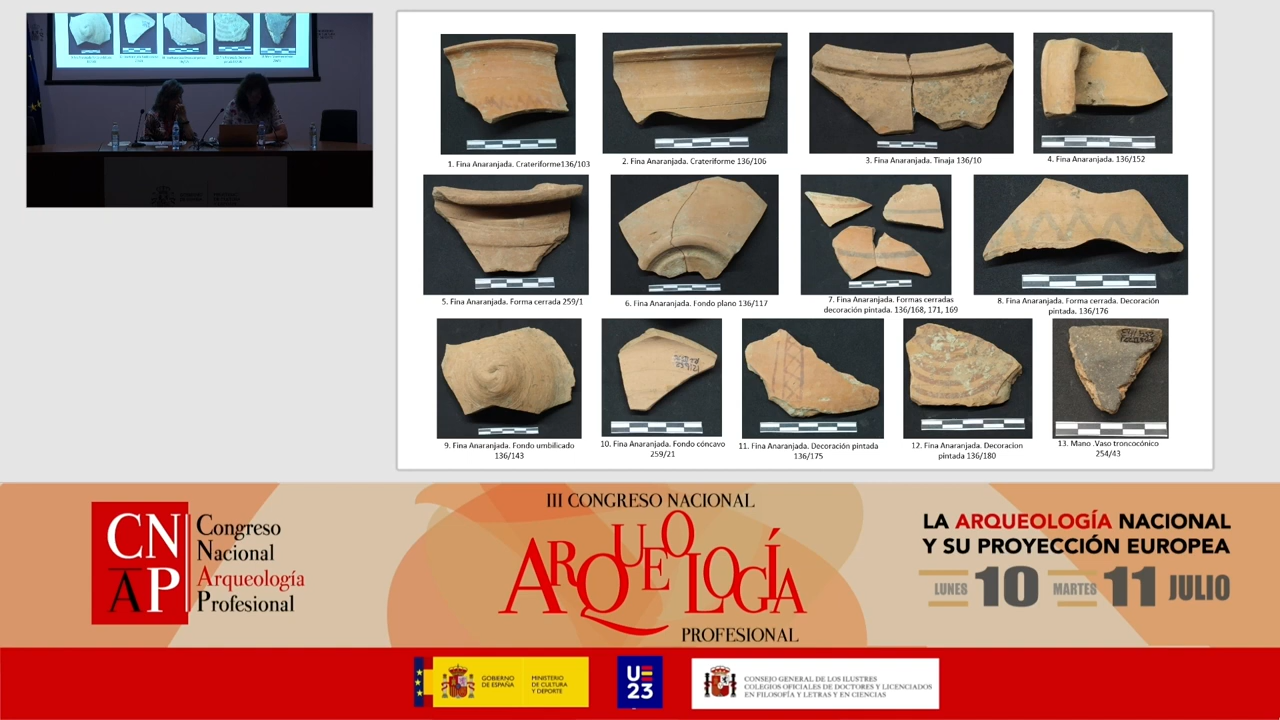 1. Fina Anaranjada. Crateriforme136/103
2. Fina Anaranjada. Crateriforme 136/106
3. Fina Anaranjada. Tinaja 136/10
4. Fina Anaranjada. 136/152
5. Fina Anaranjada. Forma cerrada 259/1
6. Fina Anaranjada. Fondo plano 136/117
7. Fina Anaranjada. Formas cerradas
decoración pintada. 136/168, 171, 169
8. Fina Anaranjada. Forma cerrada. Decoración
pintada. 136/176
9. Fina Anaranjada. Fondo umbilicado
136/143
10. Fina Anaranjada. Fondo cóncavo
259/21
11. Fina Anaranjada. Decoración pintada
136/175
12. Fina Anaranjada. Decoracion
pintada 136/180
13. Mano .Vaso troncocónico
254/43
CNAP
Congreso
Nacional
Arqueología
Profesional
III CONGRESO NACIONAL
ARQUEOLOGÍA
PROFESIONAL
LA ARQUEOLOGÍA NACIONAL
Y SU PROYECCIÓN EUROPEA
LUNES 10 MARTES 11 JULIO
GOBIERNO
DE ESPAÑA
MINISTERIO
DE CULTURA
Y DEPORTE
UE
23
CONSEJO GENERAL DE LOS ILUSTRES
COLEGIOS OFICIALES DE DOCTORES Y LICENCIADOS
EN FILOSOFÍA Y LETRAS Y EN CIENCIAS